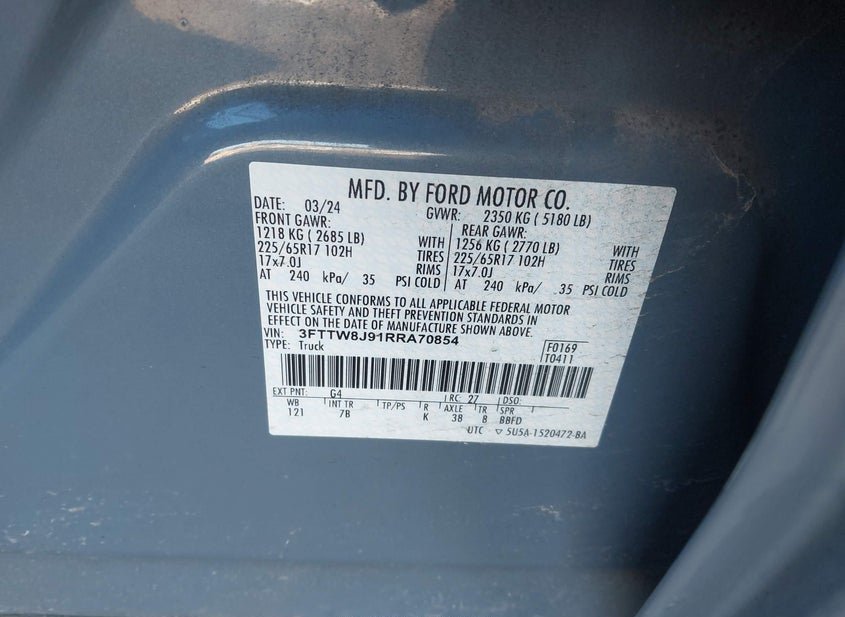 MFD. BY FORD MOTOR CO.
DATE: 03/24 GVWR: 2350 KG ( 5180 LB)
FRONT GAWR: REAR GAWR:
1218 KG ( 2685 LB) WITH 1256 KG ( 2770 LB) WITH
225/65R17 102H TIRES 225/65R17 102H TIRES
17x7.0J RIMS 17x7.0J RIMS
AT 240 kPa/ 35 PSI COLD AT 240 kPa/ 35 PSI COLD
THIS VEHICLE CONFORMS TO ALL APPLICABLE FEDERAL MOTOR
VEHICLE SAFETY AND THEFT PREVENTION STANDARDS IN
EFFECT ON THE DATE OF MANUFACTURE SHOWN ABOVE.
VIN: 3FTTW8J91RRA70854 F0169
TYPE: Truck T0411
EXT PNT: G4 RC: 27 DSO:
WB INT TR TP/PS R AXLE TR SPR
121 7B K 38 8 BBFD
UTC ▽ 5U5A-1520472-BA